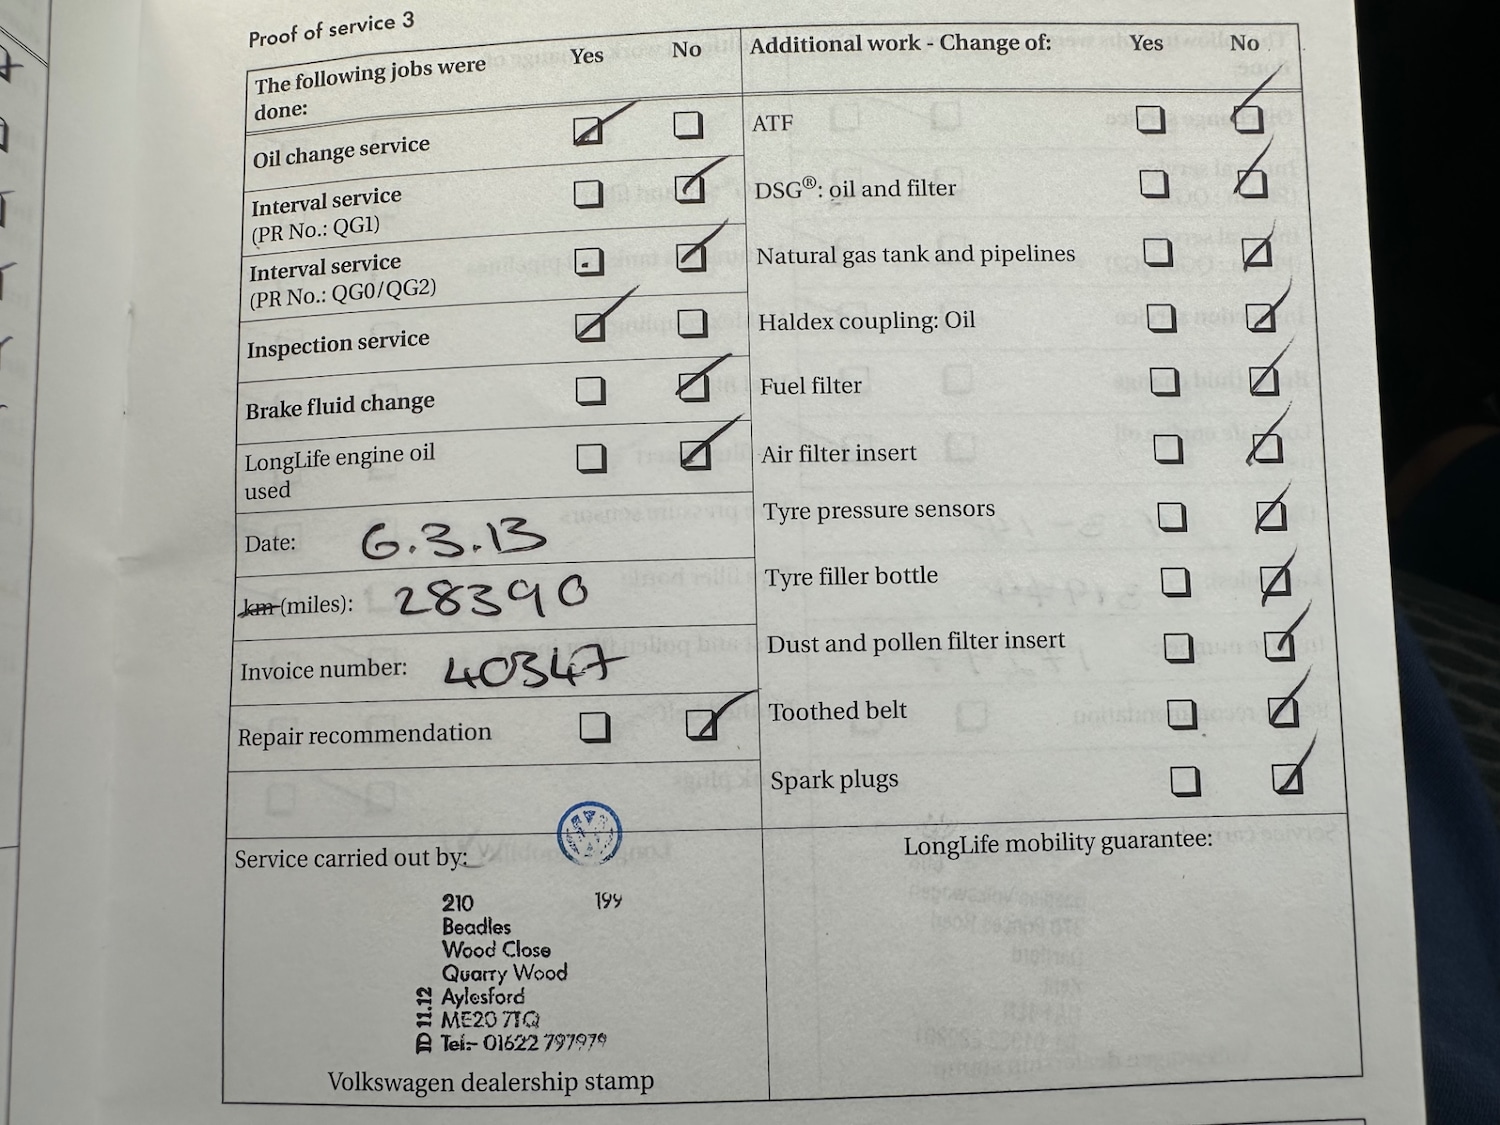 Proof of service 3
The following jobs were done: Yes No
Oil change service
Interval service
(PR No.: QG1)
Interval service
(PR No.: QG0/QG2)
Inspection service
Brake fluid change
LongLife engine oil
used
Date: 6.3.13
km (miles): 28390
Invoice number: 40347
Repair recommendation
Service carried out by:
210 199
Beadles
Wood Close
Quarry Wood
Aylesford
ME20 7TQ
Tel:- 01622 797979
ID 11.12
Volkswagen dealership stamp
Additional work - Change of: Yes No
ATF
DSG®: oil and filter
Natural gas tank and pipelines
Haldex coupling: Oil
Fuel filter
Air filter insert
Tyre pressure sensors
Tyre filler bottle
Dust and pollen filter insert
Toothed belt
Spark plugs
LongLife mobility guarantee: